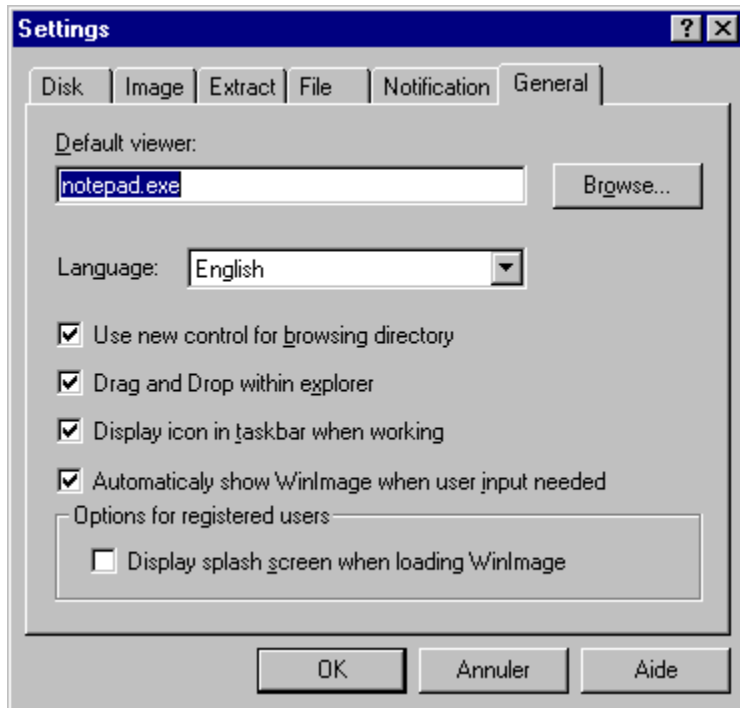 Settings
Disk Image Extract File Notification General
Default viewer:
notepad.exe Browse...
Language: English
Use new control for browsing directory
Drag and Drop within explorer
Display icon in taskbar when working
Automaticaly show WinImage when user input needed
Options for registered users
Display splash screen when loading WinImage
OK Annuler Aide